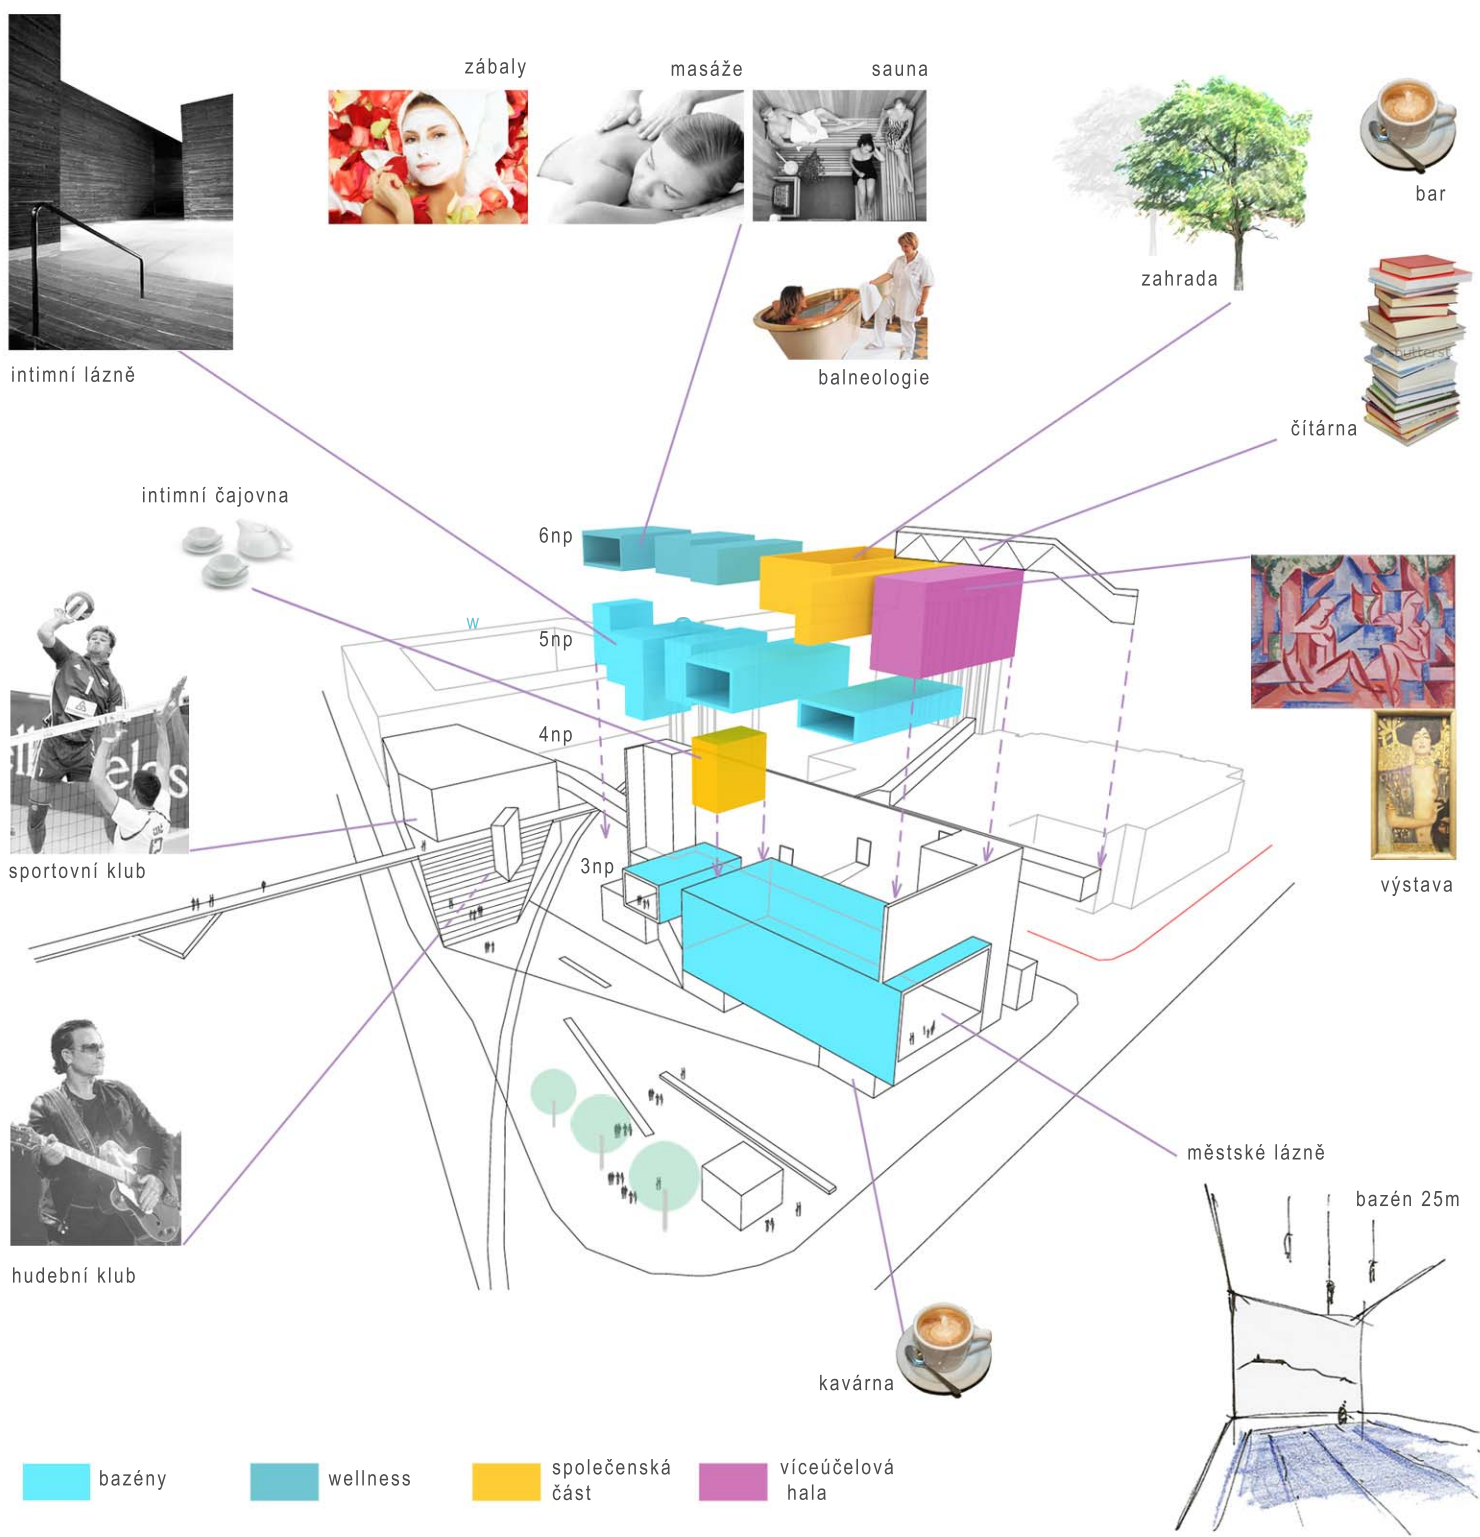 zábaly
masáže
sauna
bar
zahrada
balneologie
intimní lázně
čítárna
intimní čajovna
6np
W
5np
4np
elas
3np
sportovní klub
výstava
městské lázně
bazén 25m
hudební klub
kavárna
bazény
wellness
společenská
část
víceúčelová
hala